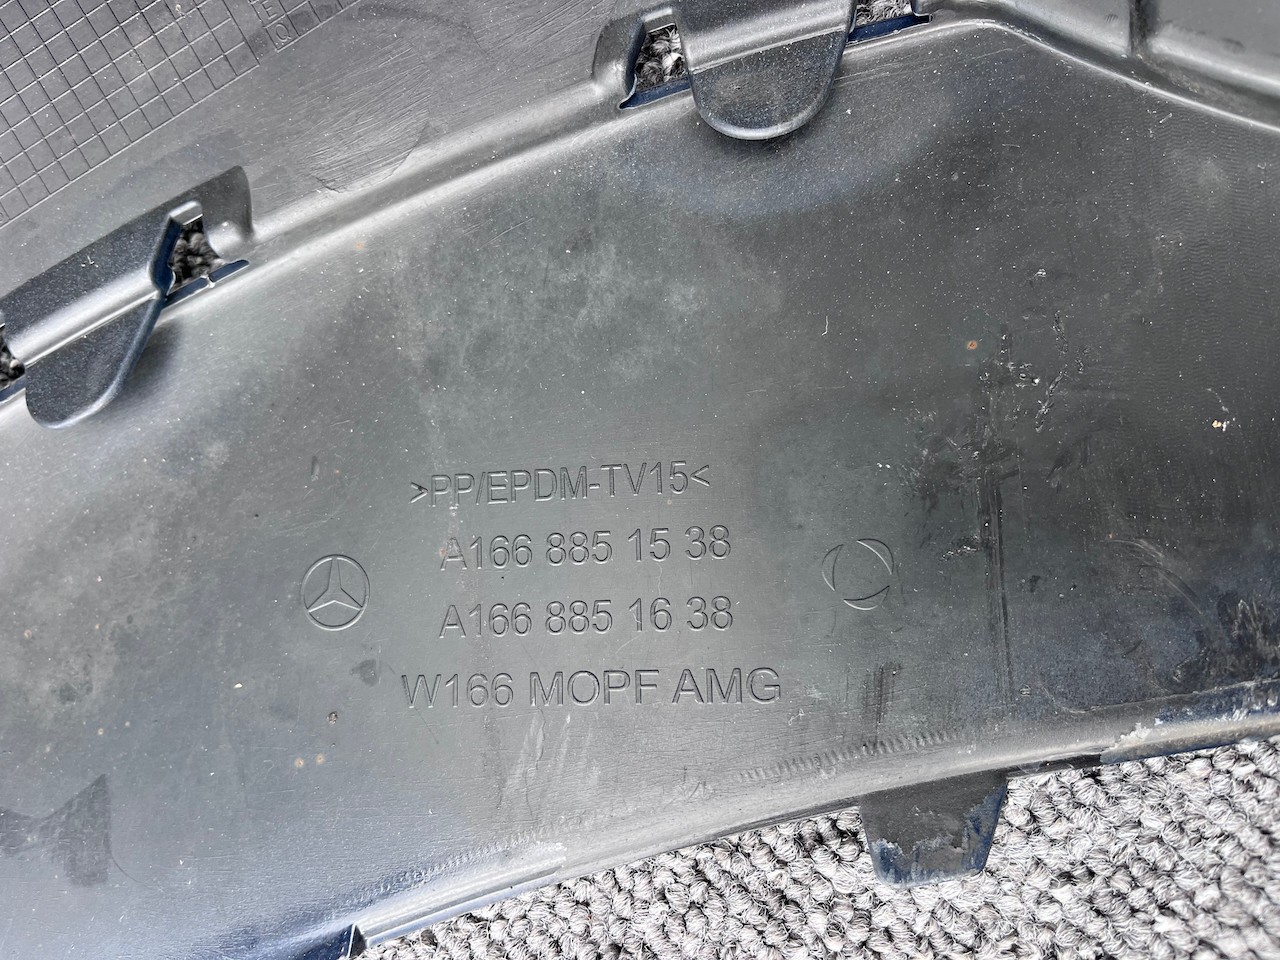 >PP/EPDM-TV15<
A166 885 15 38
A166 885 16 38
W166 MOPF AMG